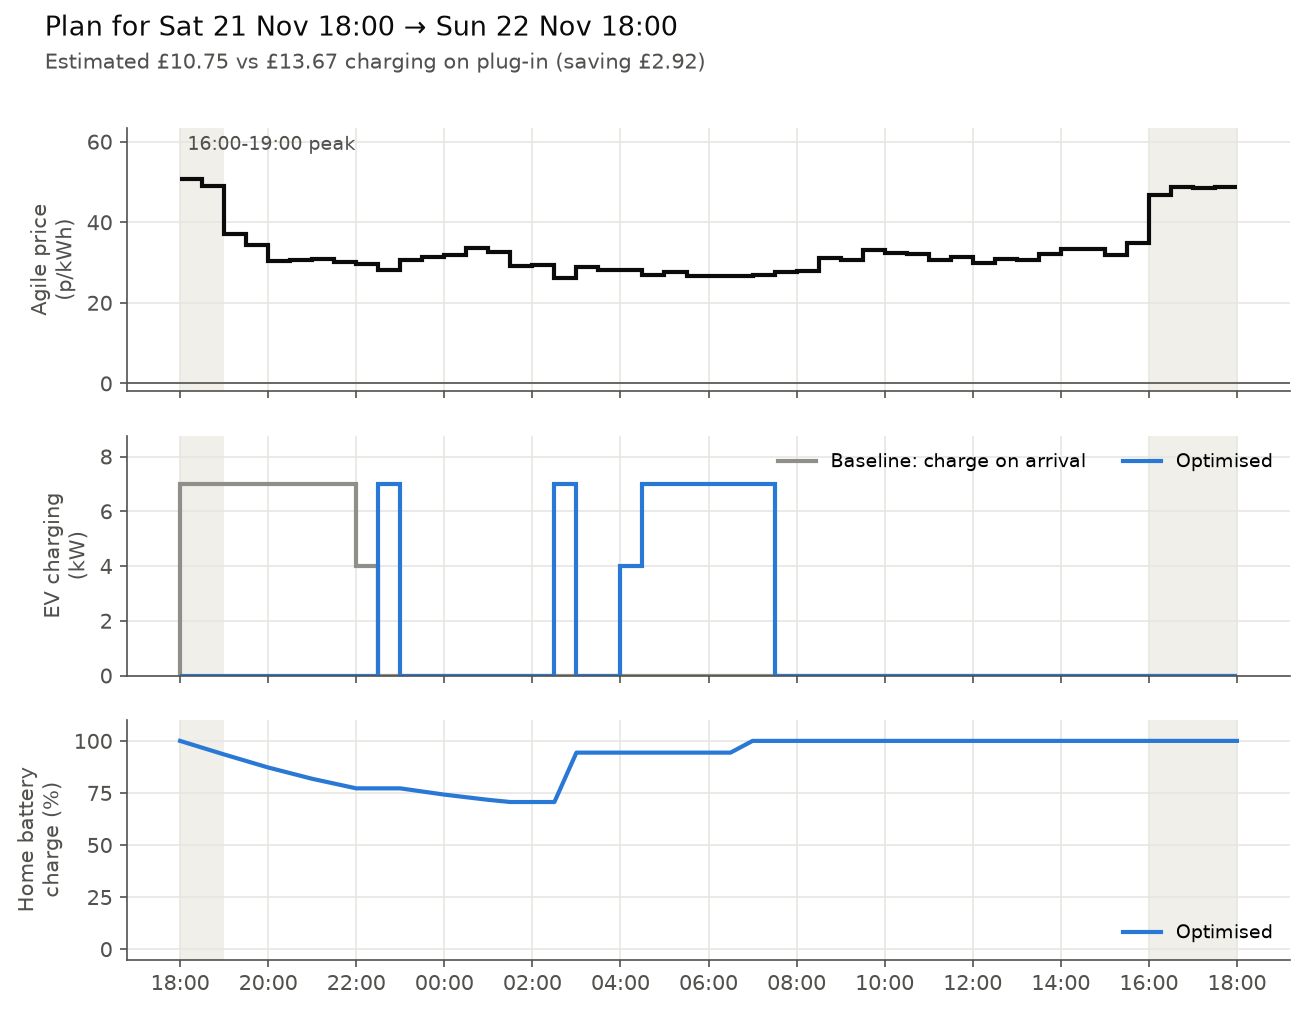 Plan for Sat 21 Nov 18:00 → Sun 22 Nov 18:00
Estimated £10.75 vs £13.67 charging on plug-in (saving £2.92)
16:00-19:00 peak
Agile price
(p/kWh)
60
40
20
0
EV charging
(kW)
Baseline: charge on arrival
Optimised
8
6
4
2
0
Home battery
charge (%)
100
75
50
25
0
Optimised
18:00 20:00 22:00 00:00 02:00 04:00 06:00 08:00 10:00 12:00 14:00 16:00 18:00